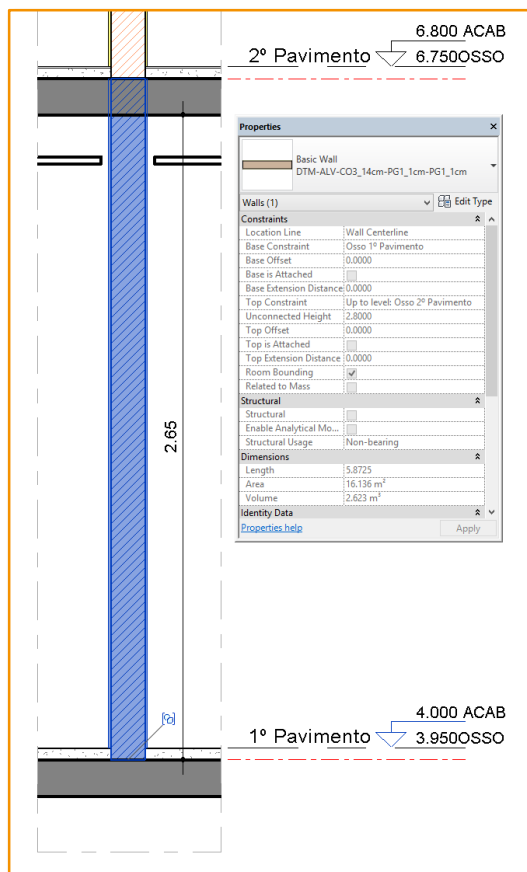 6.800 ACAB
2º Pavimento 6.750OSSO
Properties
Basic Wall
DTM-ALV-CO3_14cm-PG1_1cm-PG1_1cm
Walls (1) Edit Type
Constraints
Location Line Wall Centerline
Base Constraint Osso 1º Pavimento
Base Offset 0.0000
Base is Attached
Base Extension Distance 0.0000
Top Constraint Up to level: Osso 2º Pavimento
Unconnected Height 2.8000
Top Offset 0.0000
Top is Attached
Top Extension Distance 0.0000
Room Bounding
Related to Mass
Structural
Structural
Enable Analytical Mo...
Structural Usage Non-bearing
Dimensions
Length 5.8725
Area 16.136 m²
Volume 2.623 m³
Identity Data
Properties help Apply
2.65
4.000 ACAB
1º Pavimento 3.950OSSO